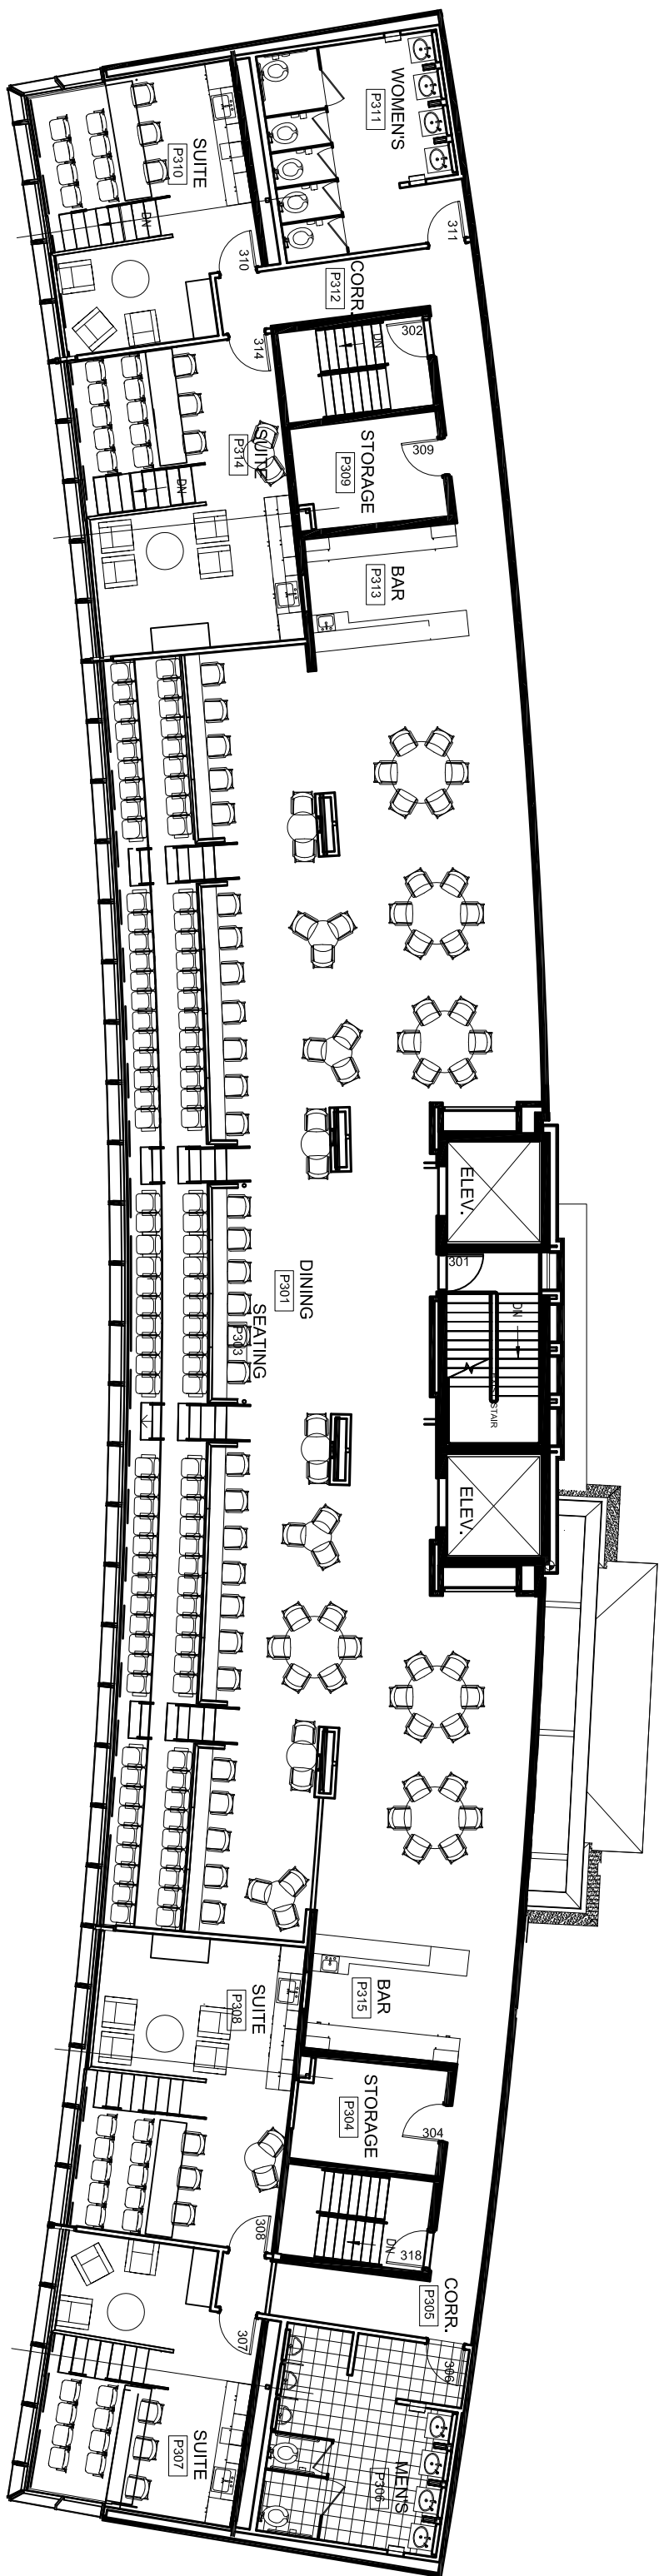 WOMEN'S
P311
311
SUITE
P310
DN
310
CORR.
P312
302
DN
314
SUITE
P314
DN
STORAGE
P309
309
BAR
P313
ELEV.
301
DN
STAIR
DINING
P301
SEATING
P303
ELEV.
BAR
P315
SUITE
P308
STORAGE
P304
304
308
DN
318
CORR.
P305
307
306
SUITE
P307
MEN'S
P306